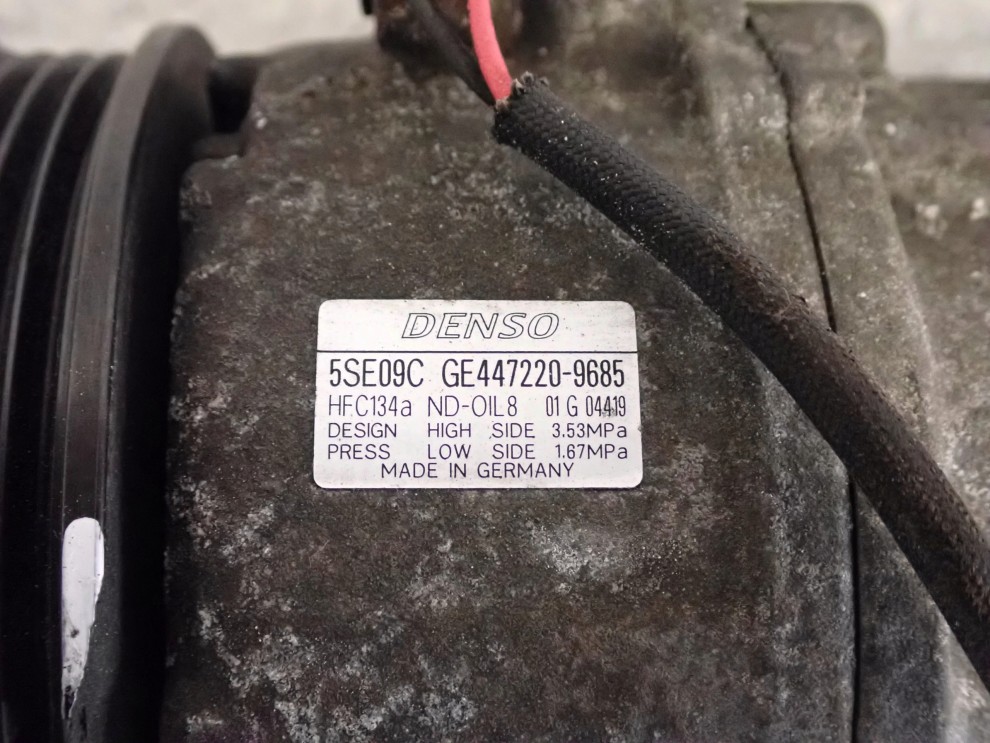 DENSO
5SE09C GE447220-9685
HFC134a ND-OIL8 01 G 04419
DESIGN HIGH SIDE 3.53MPa
PRESS LOW SIDE 1.67MPa
MADE IN GERMANY